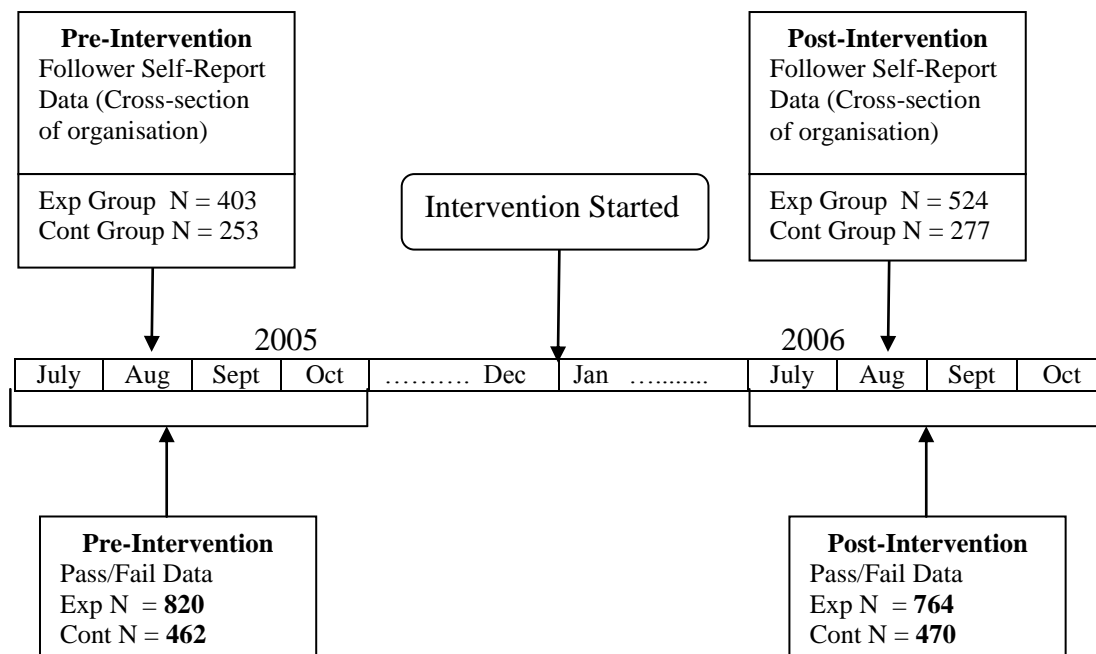 Pre-Intervention
Follower Self-Report
Data (Cross-section
of organisation)
Exp Group N = 403
Cont Group N = 253
Intervention Started
Post-Intervention
Follower Self-Report
Data (Cross-section
of organisation)
Exp Group N = 524
Cont Group N = 277
2005
2006
July Aug Sept Oct .......... Dec Jan ........... July Aug Sept Oct
Pre-Intervention
Pass/Fail Data
Exp N = 820
Cont N = 462
Post-Intervention
Pass/Fail Data
Exp N = 764
Cont N = 470